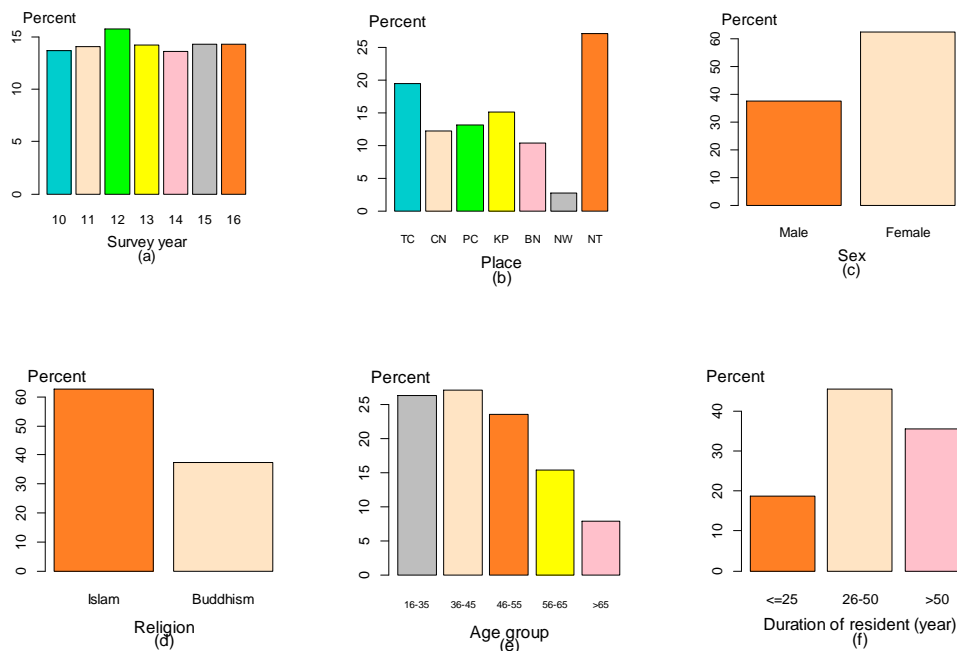 Percent
15
10
5
0
10 11 12 13 14 15 16
Survey year
(a)
Percent
25
20
15
10
5
0
TC CN PC KP BN NW NT
Place
(b)
Percent
60
50
40
30
20
10
0
Male Female
Sex
(c)
Percent
60
50
40
30
20
10
0
Islam Buddhism
Religion
(d)
Percent
25
20
15
10
5
0
16-35 36-45 46-55 56-65 >65
Age group
(e)
Percent
40
30
20
10
0
<=25 26-50 >50
Duration of resident (year)
(f)